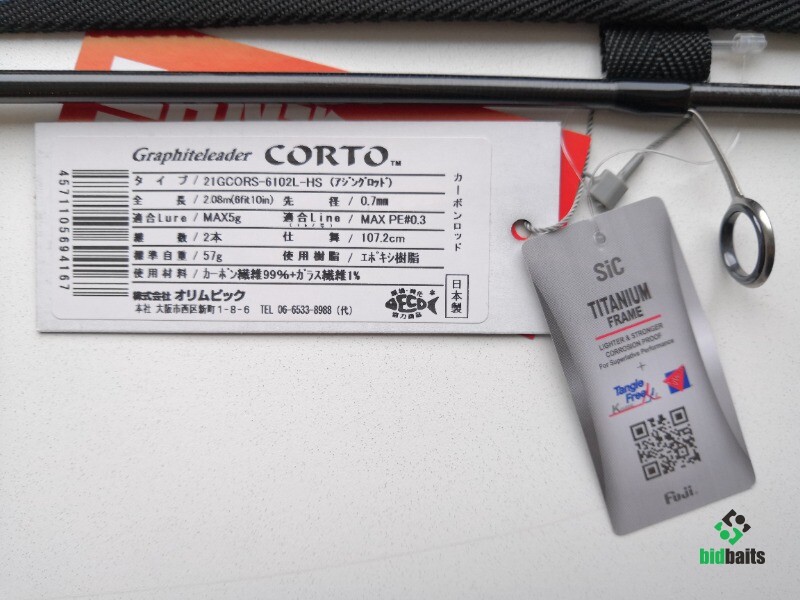 Graphiteleader CORTO TM
タイプ / 21GCORS-6102L-HS (アジングロッド)
全長 / 2.08m(6fit10in) 先径 / 0.7mm
適合Lure / MAX5g 適合Line / MAX PE#0.3
継数 / 2本 仕舞 / 107.2cm
標準自重 / 57g 使用樹脂 / エポキシ樹脂
使用材料 / カーボン繊維99%+ガラス繊維1%
株式会社 オリムピック
本社 大阪市西区新町1-8-6 TEL 06-6533-8988 (代)
カーボンロッド
日本製
ECO
4571105694167
SiC
TITANIUM
FRAME
LIGHTER & STRONGER
CORROSION PROOF
For Superlative Performance
+
Tangle
Free
Fuji
bidbaits